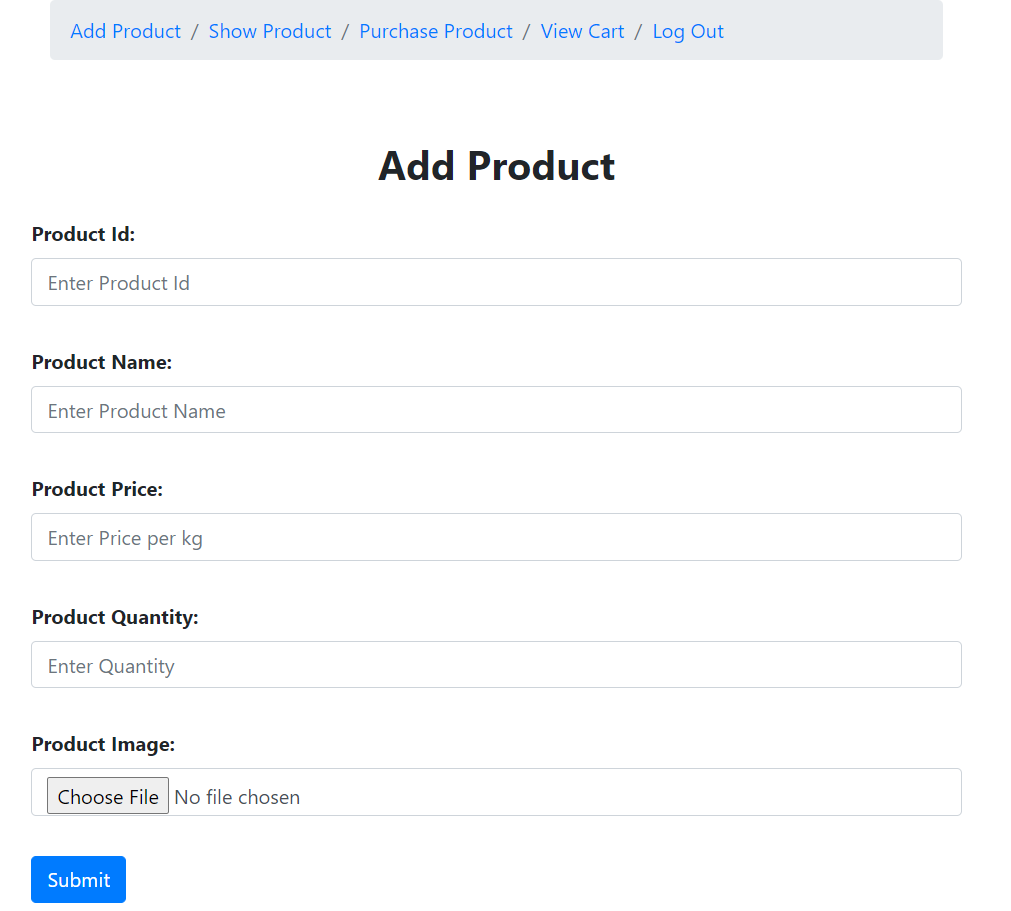 Add Product / Show Product / Purchase Product / View Cart / Log Out
Add Product
Product Id:
Enter Product Id
Product Name:
Enter Product Name
Product Price:
Enter Price per kg
Product Quantity:
Enter Quantity
Product Image:
Choose File No file chosen
Submit